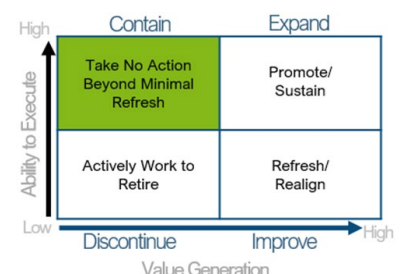 Contain
Expand
High
Take No Action
Beyond Minimal
Refresh
Promote/
Sustain
Ability to Execute
Actively Work to
Retire
Refresh/
Realign
Low
High
Discontinue
Improve
Value Generation